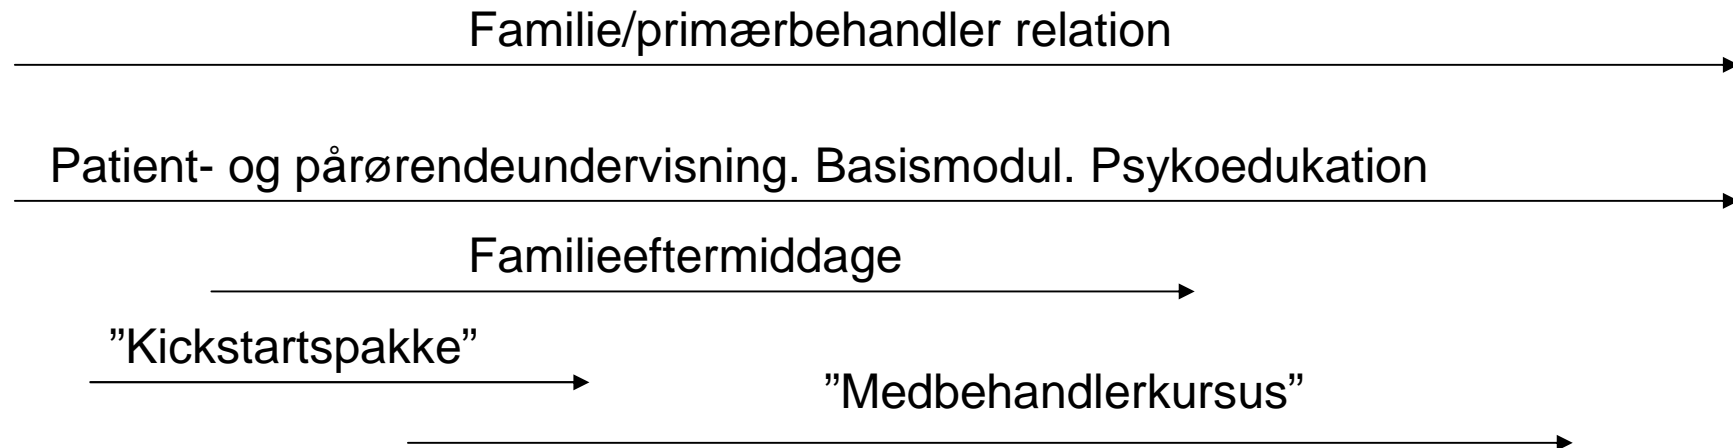 Familie/primærbehandler relation
Patient- og pårørendeundervisning. Basismodul. Psykoedukation
Familieeftermiddage
”Kickstartspakke”
”Medbehandlerkursus”